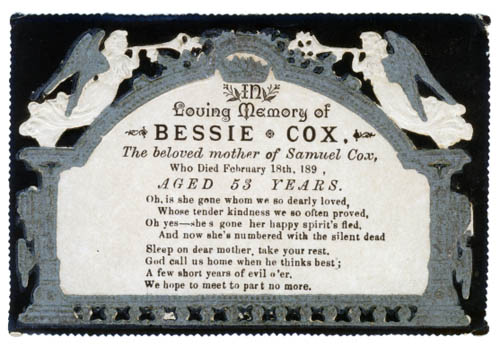 In
Loving Memory of
BESSIE COX,
The beloved mother of Samuel Cox,
Who Died February 18th, 189 ,
AGED 53 YEARS.
Oh, is she gone whom we so dearly loved,
Whose tender kindness we so often proved,
Oh yes—she's gone her happy spirit's fled,
And now she's numbered with the silent dead
Sleep on dear mother, take your rest,
God call us home when he thinks best;
A few short years of evil o'er,
We hope to meet to part no more.